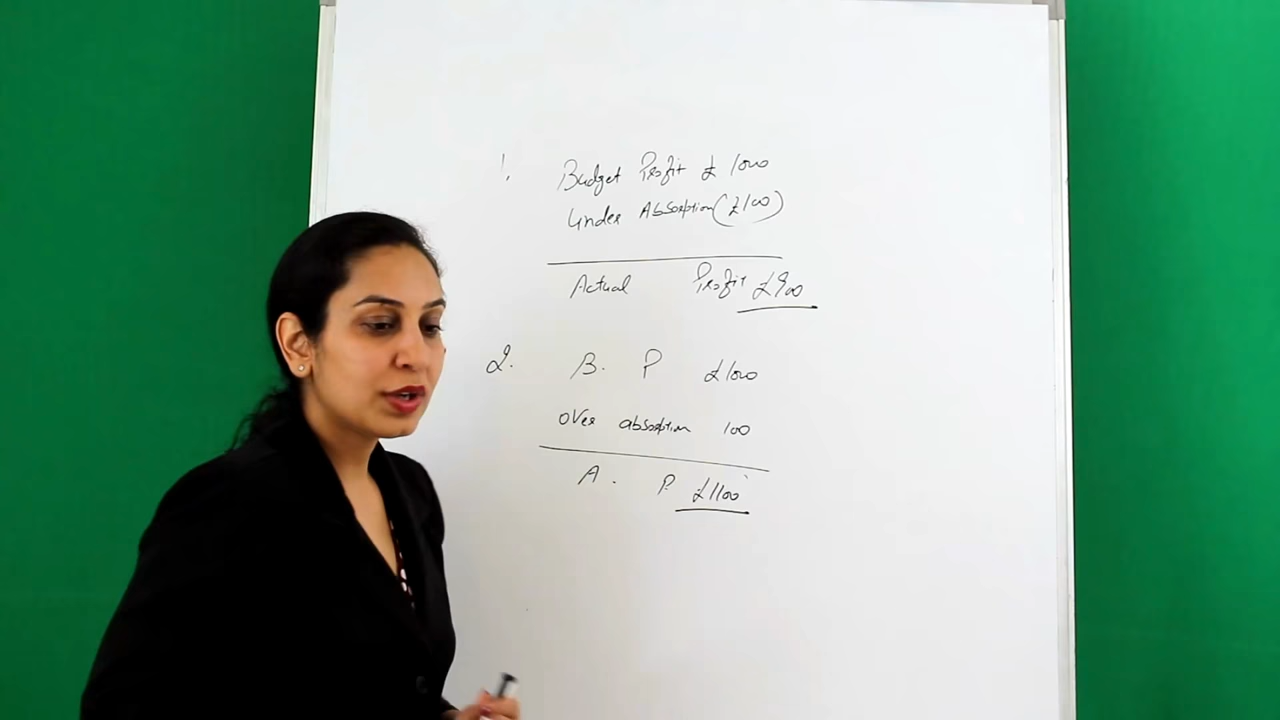 1. Budget Profit £ 1000
Under Absorption (£100)
Actual Profit £900
2. B. P £1000
Over absorption 100
A. P. £1100